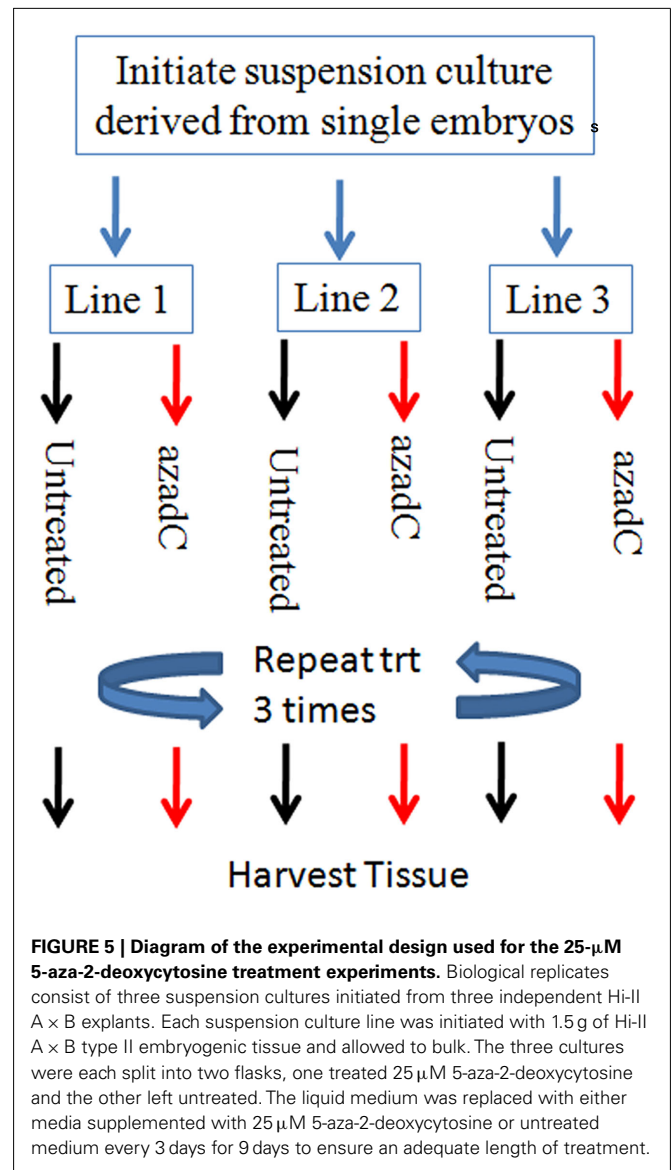 Initiate suspension culture
derived from single embryos s
Line 1 Line 2 Line 3
Untreated azadC Untreated azadC Untreated azadC
Repeat trt
3 times
Harvest Tissue
FIGURE 5 | Diagram of the experimental design used for the 25-μM
5-aza-2-deoxycytosine treatment experiments. Biological replicates
consist of three suspension cultures initiated from three independent Hi-II
A × B explants. Each suspension culture line was initiated with 1.5 g of Hi-II
A × B type II embryogenic tissue and allowed to bulk. The three cultures
were each split into two flasks, one treated 25 μM 5-aza-2-deoxycytosine
and the other left untreated. The liquid medium was replaced with either
media supplemented with 25 μM 5-aza-2-deoxycytosine or untreated
medium every 3 days for 9 days to ensure an adequate length of treatment.